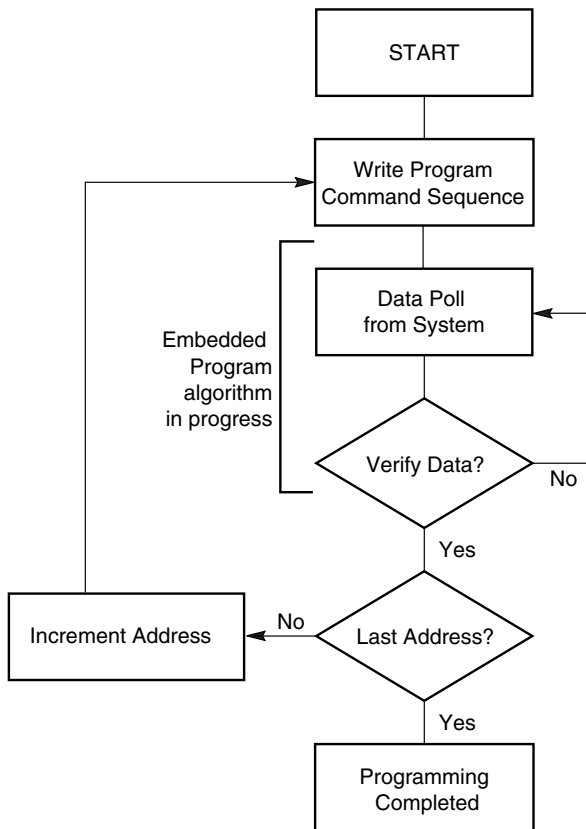 START
Write Program
Command Sequence
Data Poll
from System
Embedded
Program
algorithm
in progress
Verify Data?
No
Yes
Increment Address
No
Last Address?
Yes
Programming
Completed